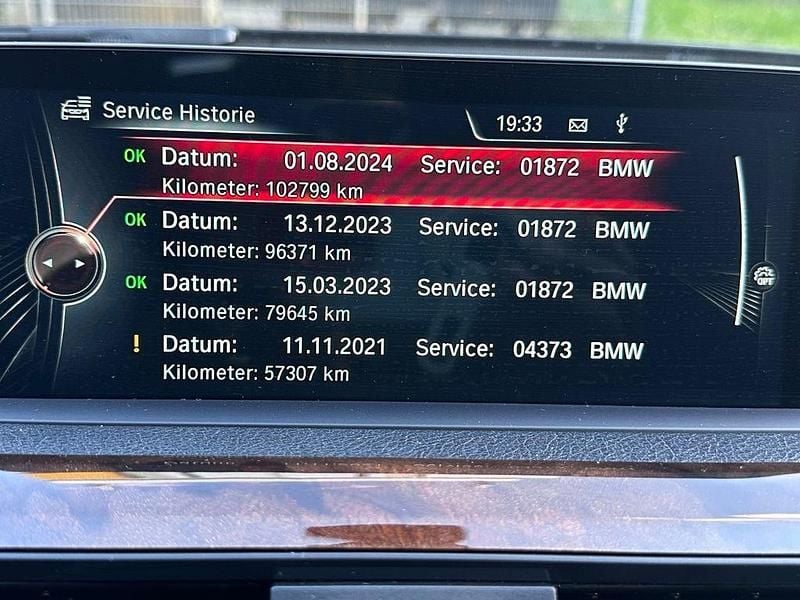 Service Historie
19:33
OK Datum: 01.08.2024 Service: 01872 BMW
Kilometer: 102799 km
OK Datum: 13.12.2023 Service: 01872 BMW
Kilometer: 96371 km
OK Datum: 15.03.2023 Service: 01872 BMW
Kilometer: 79645 km
! Datum: 11.11.2021 Service: 04373 BMW
Kilometer: 57307 km
OFF